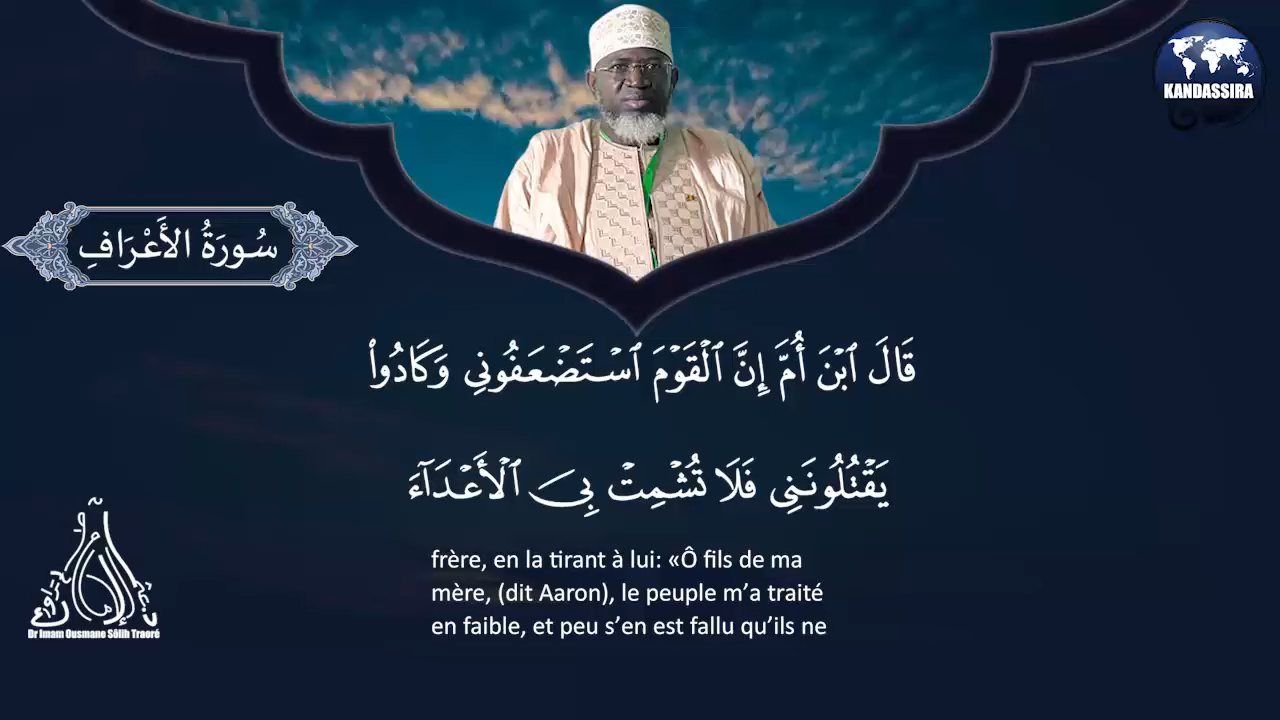 KANDASSIRA
سُورَةُ الأَعْرَافِ
قَالَ ٱبْنَ أُمَّ إِنَّ ٱلْقَوْمَ ٱسْتَضْعَفُونِى وَكَادُوا۟
يَقْتُلُونَنِى فَلَا تُشْمِتْ بِىَ ٱلْأَعْدَآءَ
frère, en la tirant à lui: «Ô fils de ma
mère, (dit Aaron), le peuple m’a traité
en faible, et peu s’en est fallu qu’ils ne
Dr Imam Ousmane Sôlih Traoré